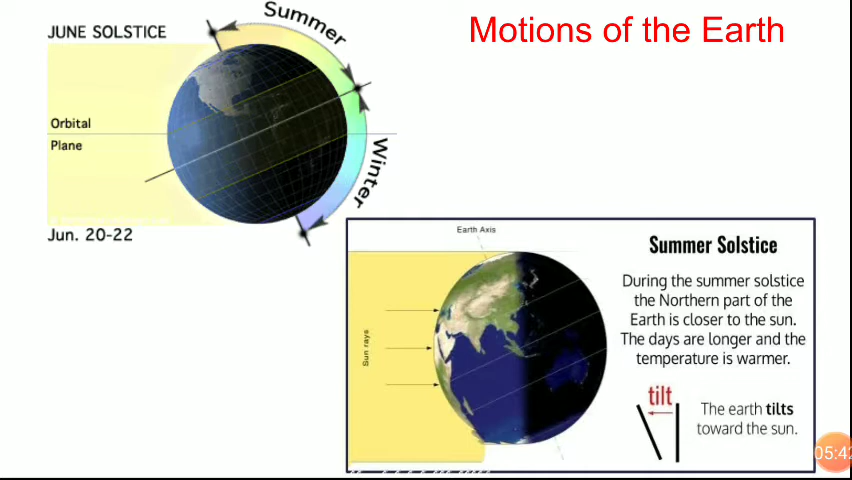 Motions of the Earth
JUNE SOLSTICE
Summer
Orbital
Plane
Winter
Jun. 20-22
Earth Axis
Sun rays
Summer Solstice
During the summer solstice
the Northern part of the
Earth is closer to the sun.
The days are longer and the
temperature is warmer.
tilt
The earth tilts
toward the sun.
05:42